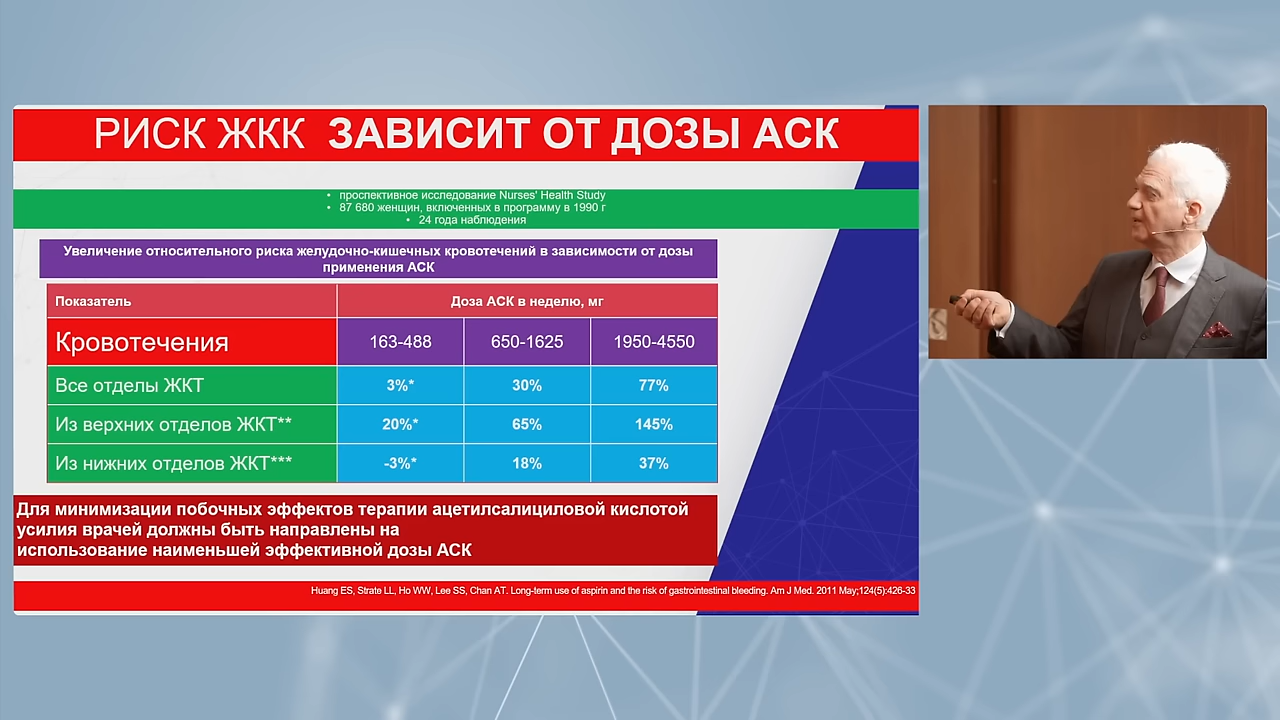 РИСК ЖКК ЗАВИСИТ ОТ ДОЗЫ АСК
• проспективное исследование Nurses' Health Study
• 87 680 женщин, включенных в программу в 1990 г
• 24 года наблюдения
Увеличение относительного риска желудочно-кишечных кровотечений в зависимости от дозы
применения АСК
Показатель Доза АСК в неделю, мг
Кровотечения 163-488 650-1625 1950-4550
Все отделы ЖКТ 3%* 30% 77%
Из верхних отделов ЖКТ** 20%* 65% 145%
Из нижних отделов ЖКТ*** -3%* 18% 37%
Для минимизации побочных эффектов терапии ацетилсалициловой кислотой
усилия врачей должны быть направлены на
использование наименьшей эффективной дозы АСК
Huang ES, Strate LL, Ho WW, Lee SS, Chan AT. Long-term use of aspirin and the risk of gastrointestinal bleeding. Am J Med. 2011 May;124(5):426-33